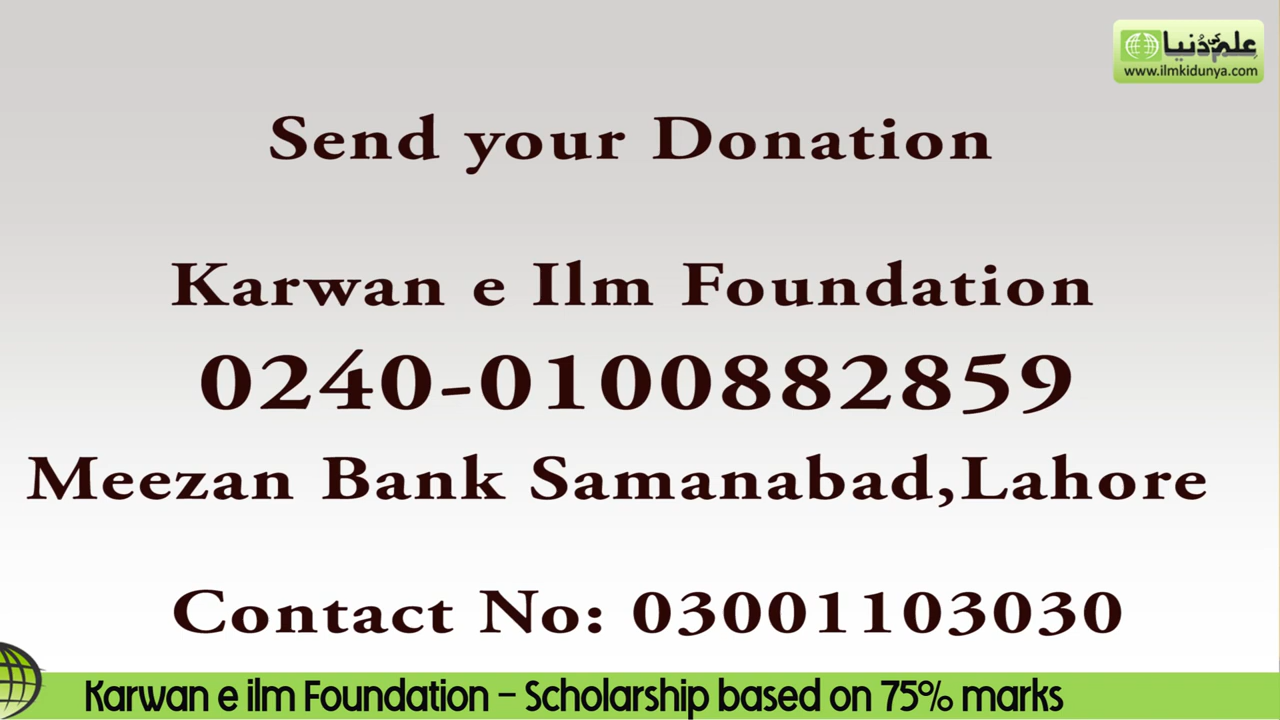 علم کی دُنیا
www.ilmkidunya.com
Send your Donation
Karwan e Ilm Foundation
0240-0100882859
Meezan Bank Samanabad,Lahore
Contact No: 03001103030
Karwan e ilm Foundation – Scholarship based on 75% marks